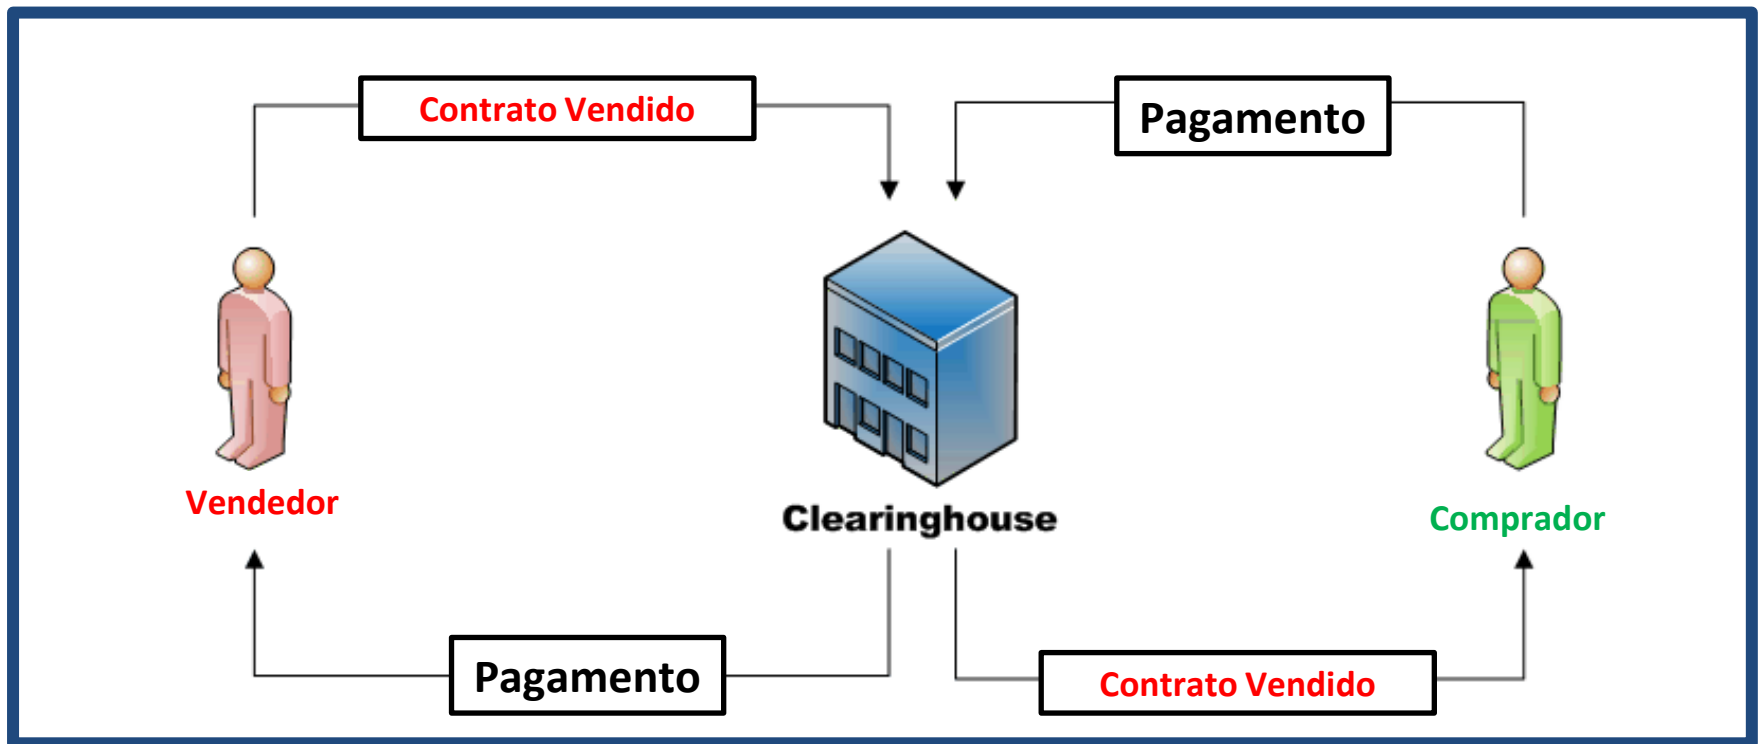 Contrato Vendido
Pagamento
Vendedor
Clearinghouse
Comprador
Pagamento
Contrato Vendido